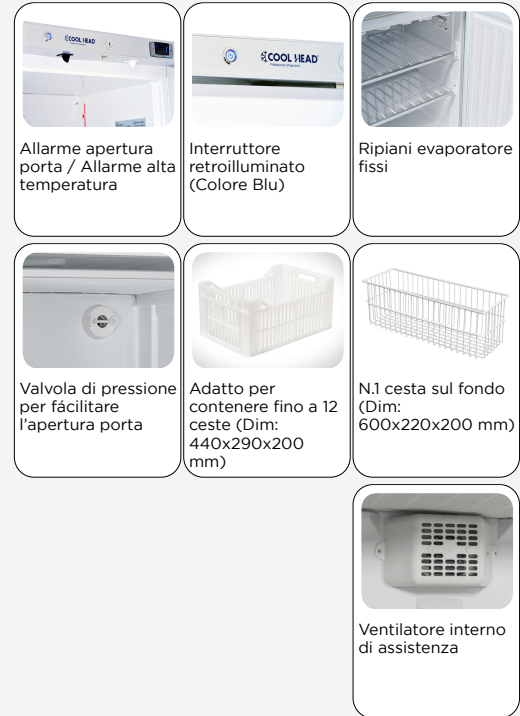 COOL HEAD
COOL HEAD
Allarme apertura
porta / Allarme alta
temperatura
Interruttore
retroilluminato
(Colore Blu)
Ripiani evaporatore
fissi
Valvola di pressione
per fácilitare
l'apertura porta
Adatto per
contenere fino a 12
ceste (Dim:
440x290x200
mm)
N.1 cesta sul fondo
(Dim:
600x220x200 mm)
Ventilatore interno
di assistenza